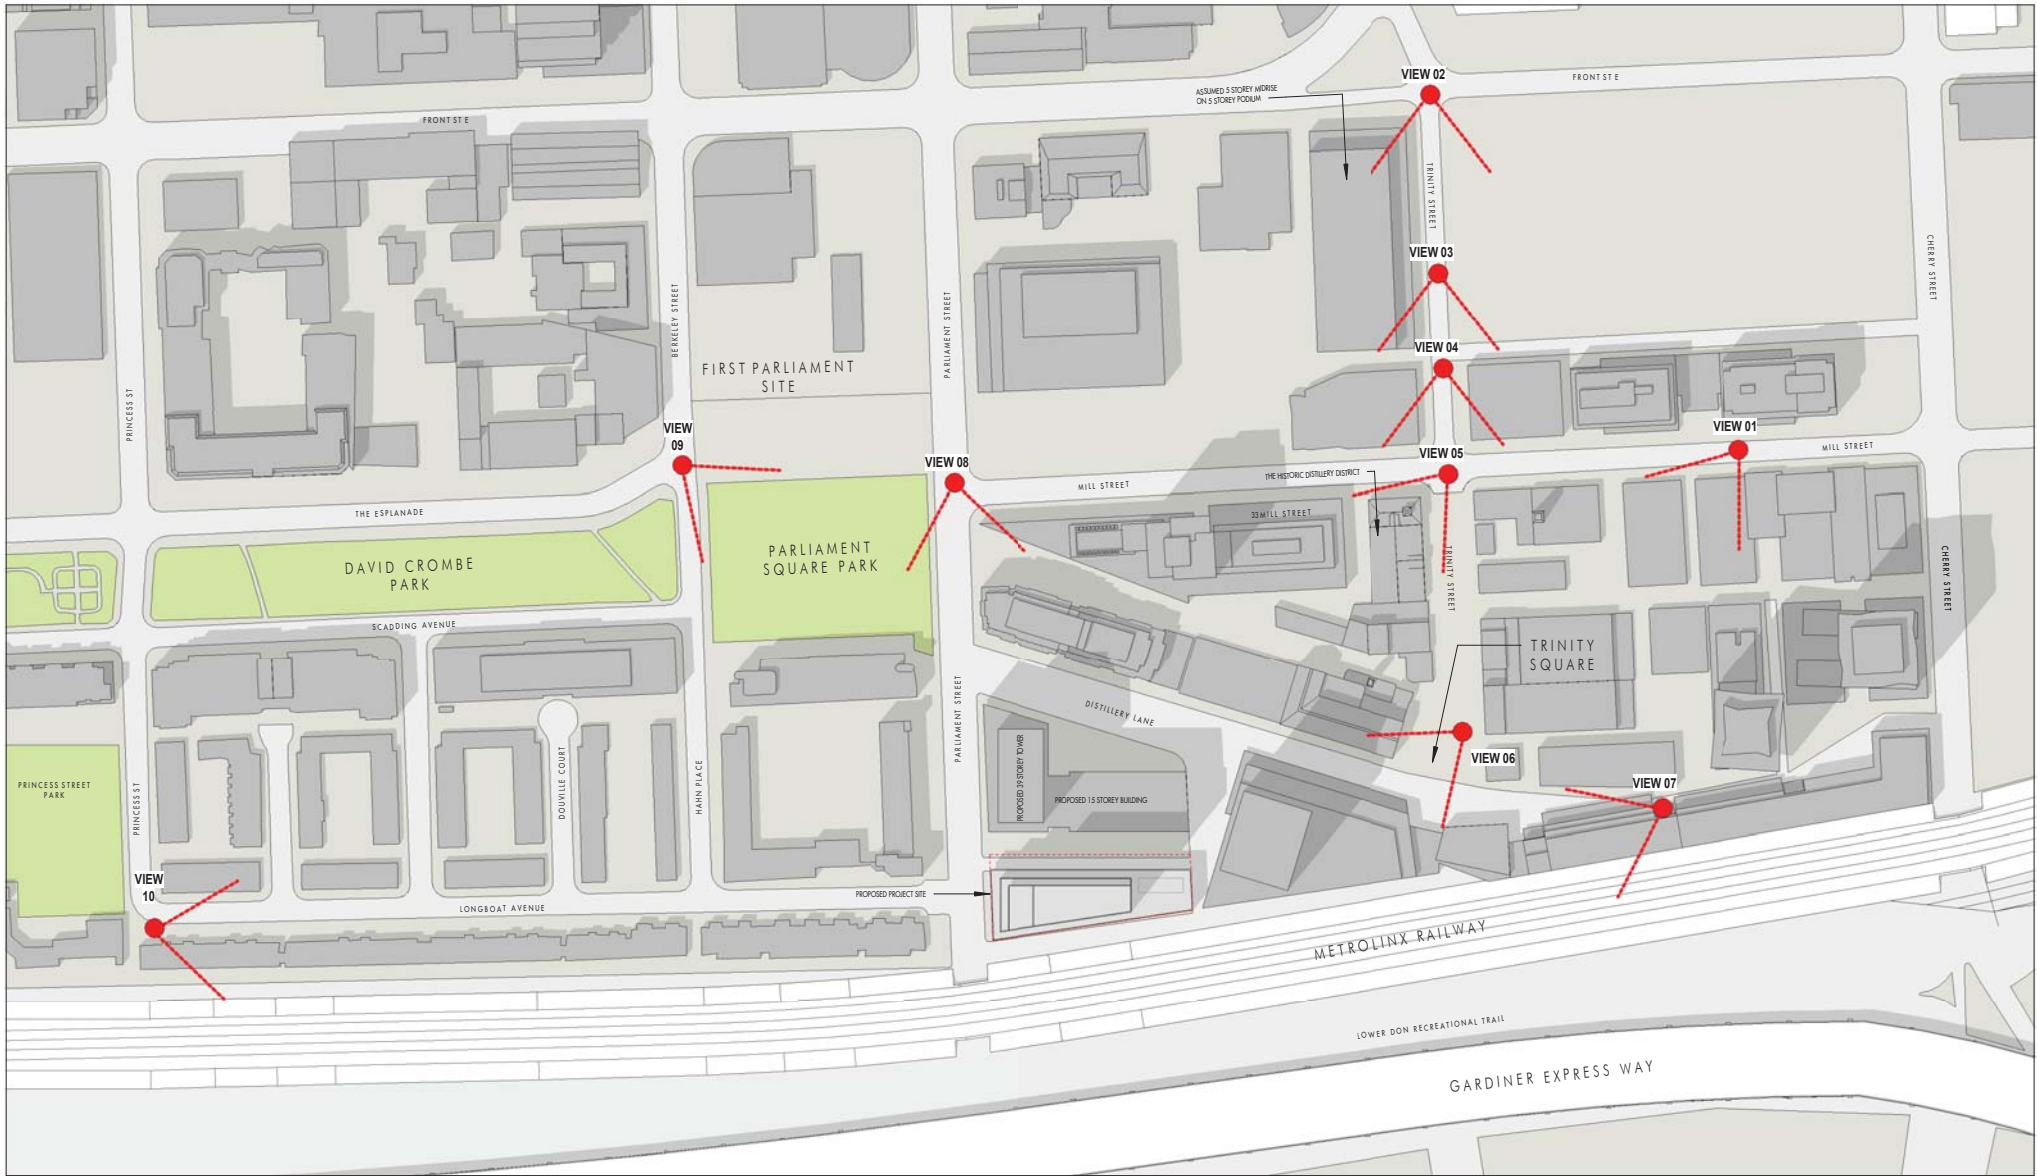 VIEW 02
FRONT ST E
ASSUMED 5 STOREY MIDRISE
ON 5 STOREY PODIUM
FRONT ST E
TRINITY STREET
VIEW 03
CHERRY STREET
BERKELEY STREET
PARLIAMENT STREET
VIEW 04
FIRST PARLIAMENT
SITE
PRINCESS ST
VIEW
09
VIEW 01
MILL STREET
VIEW 08
VIEW 05
THE HISTORIC DISTILLERY DISTRICT
MILL STREET
THE ESPLANADE
33 MILL STREET
PARLIAMENT
SQUARE PARK
DAVID CROMBE
PARK
TRINITY STREET
CHERRY STREET
SCADDING AVENUE
TRINITY
SQUARE
PARLIAMENT STREET
DISTILLERY LANE
VIEW 06
PRINCESS STREET
PARK
PRINCESS ST
DOUVILLE COURT
HAHN PLACE
PROPOSED 39 STOREY TOWER
PROPOSED 15 STOREY BUILDING
VIEW 07
VIEW
10
PROPOSED PROJECT SITE
LONGBOAT AVENUE
METROLINX RAILWAY
LOWER DON RECREATIONAL TRAIL
GARDINER EXPRESS WAY